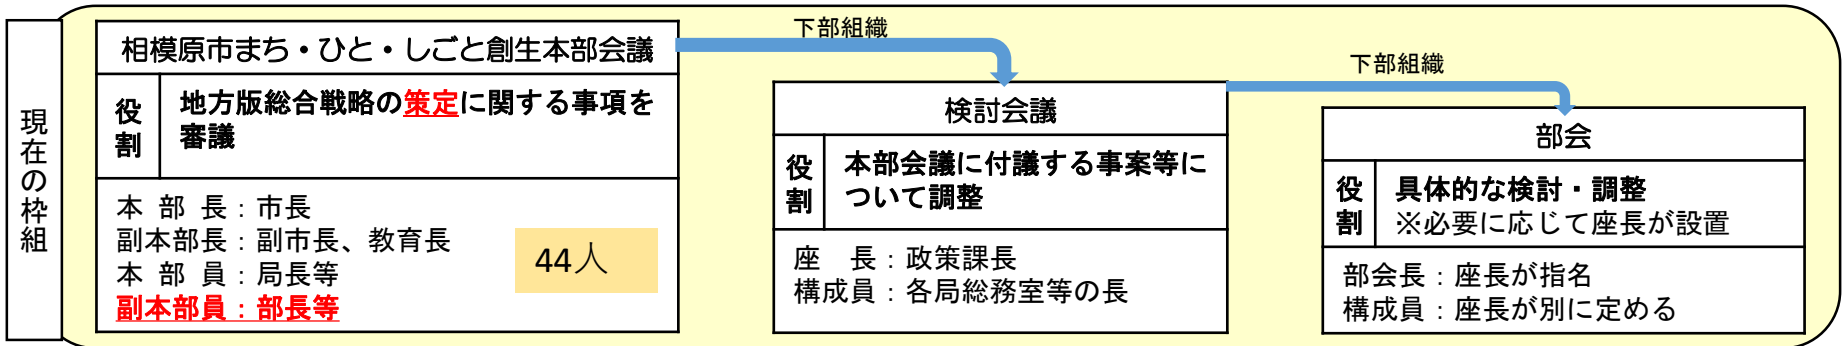 現在の枠組
相模原市まち・ひと・しごと創生本部会議
役割
地方版総合戦略の策定に関する事項を
審議
本 部 長：市長
副本部長：副市長、教育長
本 部 員：局長等
副本部員：部長等
44人
下部組織
検討会議
役割
本部会議に付議する事案等に
ついて調整
座　長：政策課長
構成員：各局総務室等の長
下部組織
部会
役割
具体的な検討・調整
※必要に応じて座長が設置
部会長：座長が指名
構成員：座長が別に定める